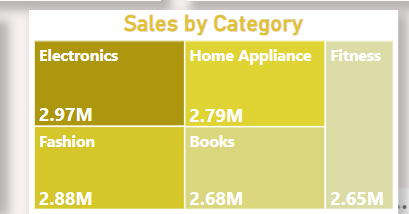 Sales by Category
Electronics
2.97M
Home Appliance
2.79M
Fitness
2.65M
Fashion
2.88M
Books
2.68M